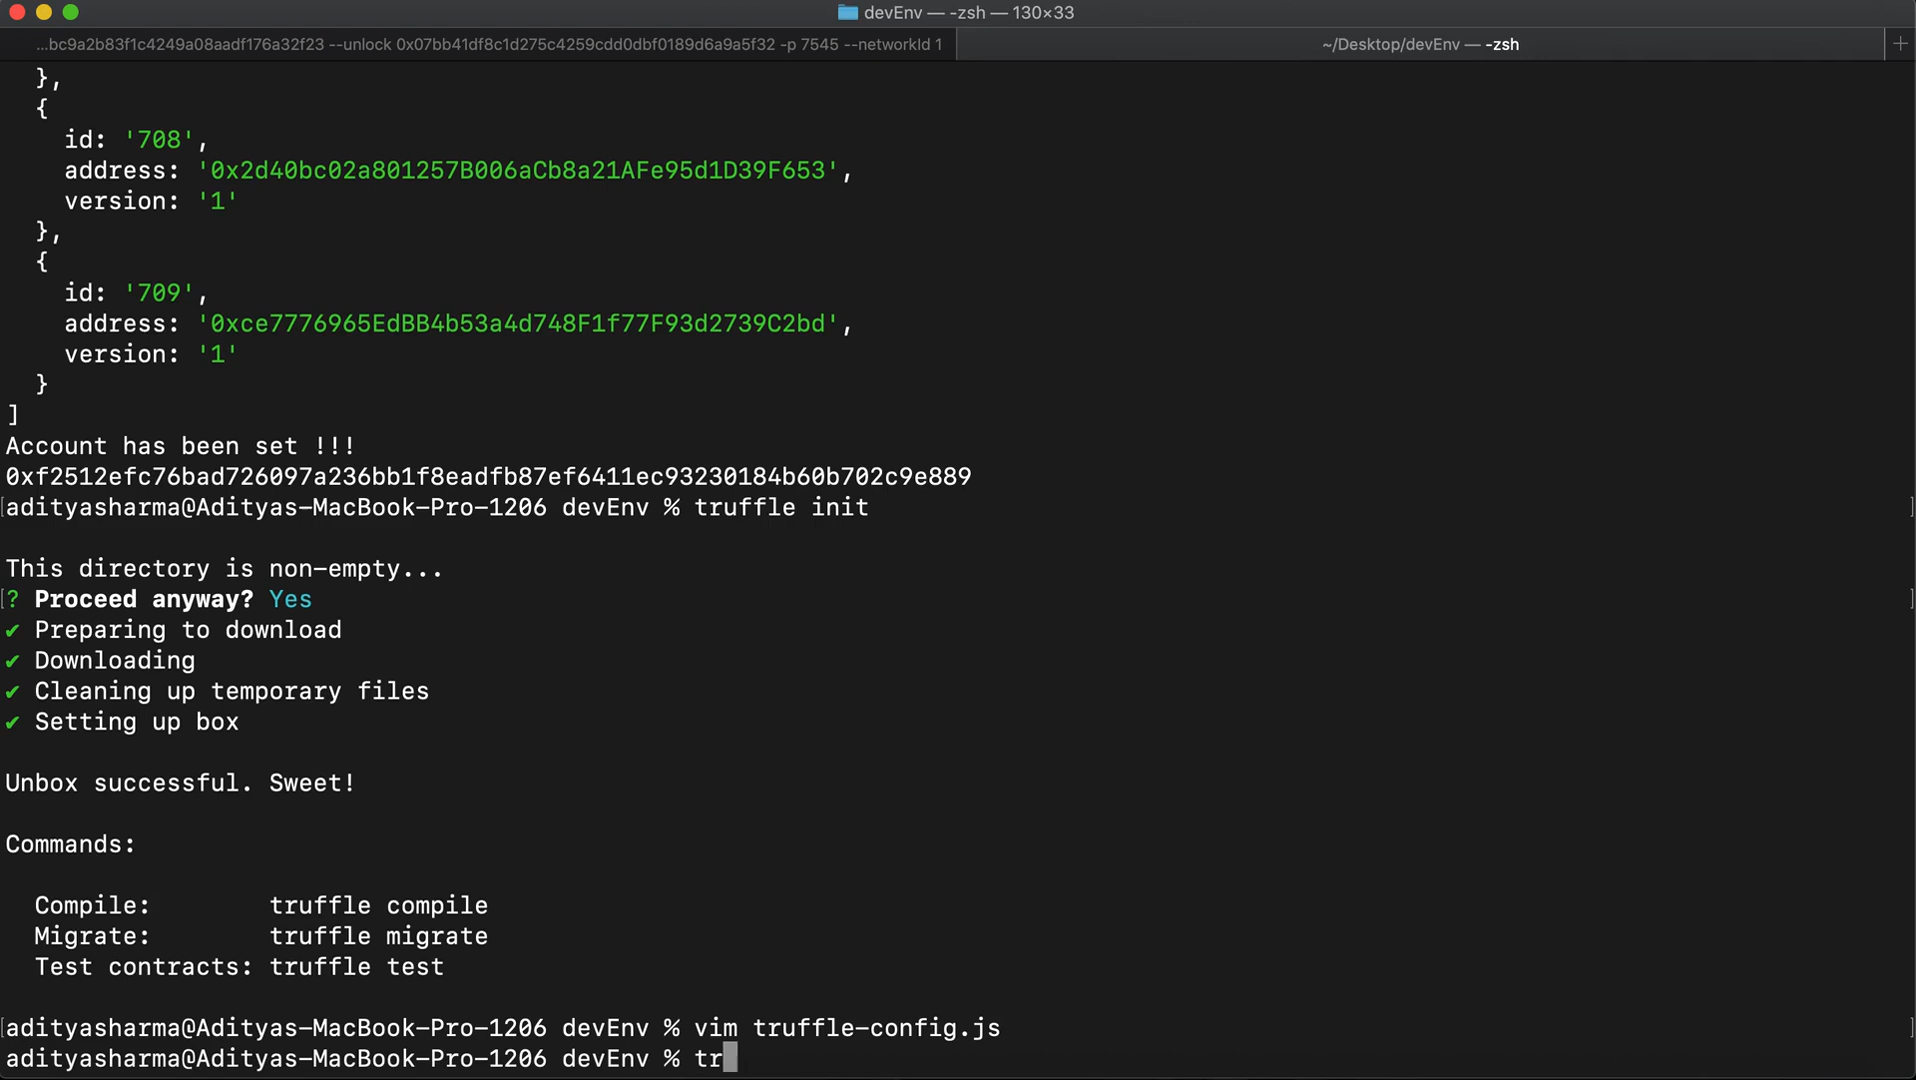 devEnv — -zsh — 130×33
...bc9a2b83f1c4249a08aadf176a32f23 --unlock 0x07bb41df8c1d275c4259cdd0dbf0189d6a9a5f32 -p 7545 --networkId 1
~/Desktop/devEnv — -zsh
},
{
id: '708',
address: '0x2d40bc02a801257B006aCb8a21AFe95d1D39F653',
version: '1'
},
{
id: '709',
address: '0xce7776965EdBB4b53a4d748F1f77F93d2739C2bd',
version: '1'
}
]
Account has been set !!!
0xf2512efc76bad726097a236bb1f8eadfb87ef6411ec93230184b60b702c9e889
adityasharma@Adityas-MacBook-Pro-1206 devEnv % truffle init
This directory is non-empty...
? Proceed anyway? Yes
✔ Preparing to download
✔ Downloading
✔ Cleaning up temporary files
✔ Setting up box
Unbox successful. Sweet!
Commands:
Compile: truffle compile
Migrate: truffle migrate
Test contracts: truffle test
adityasharma@Adityas-MacBook-Pro-1206 devEnv % vim truffle-config.js
adityasharma@Adityas-MacBook-Pro-1206 devEnv % tr